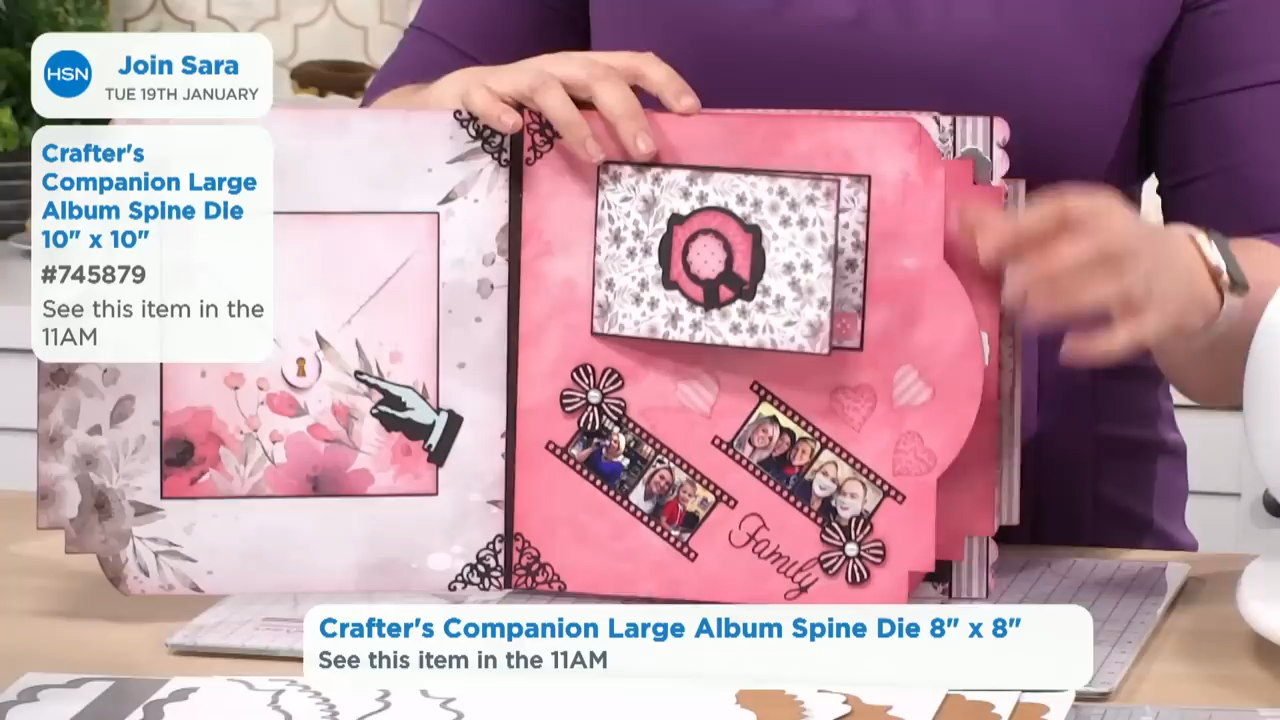 HSN
Join Sara
TUE 19TH JANUARY
Crafter's
Companion Large
Album Spine Die
10" x 10"
#745879
See this item in the
11AM
Family
Crafter's Companion Large Album Spine Die 8" x 8"
See this item in the 11AM